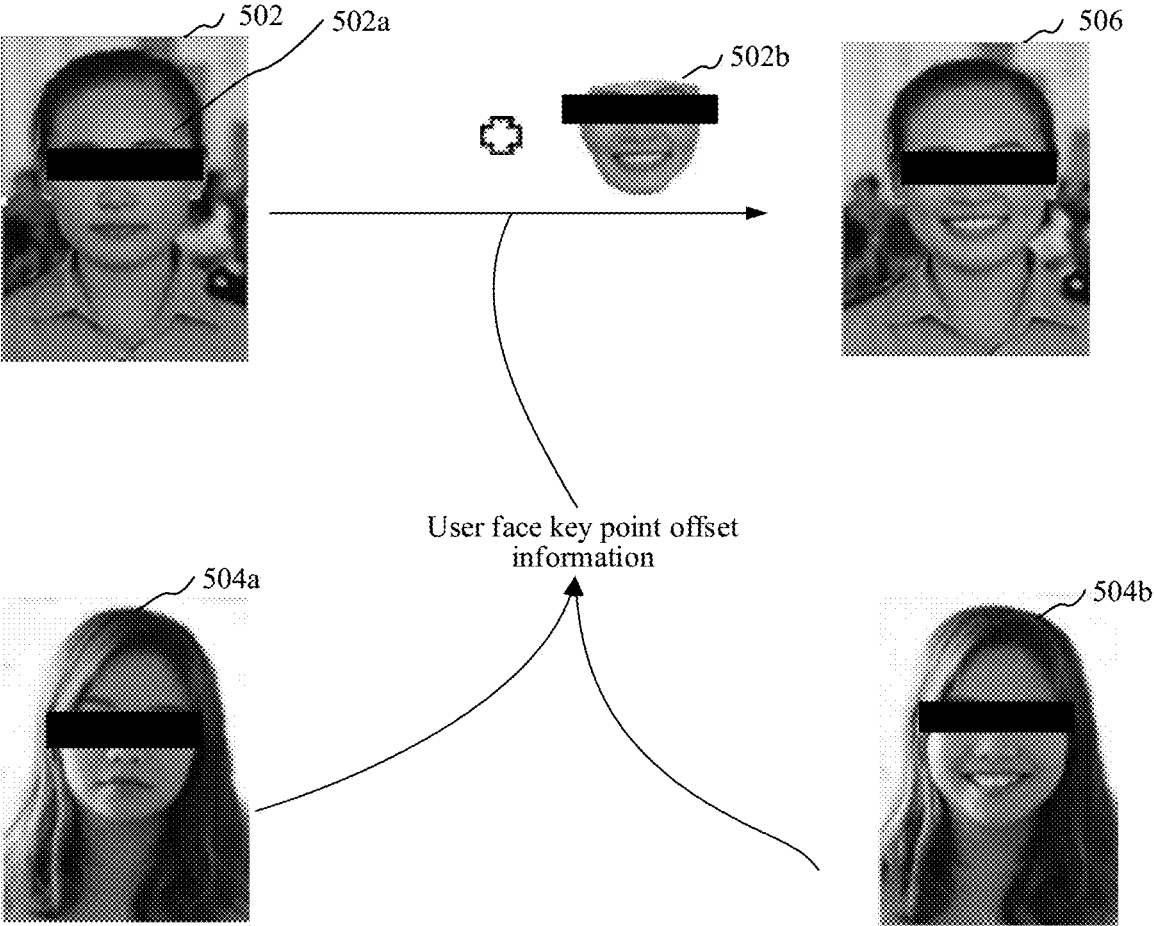 502
502a
502b
506
User face key point offset
information
504a
504b